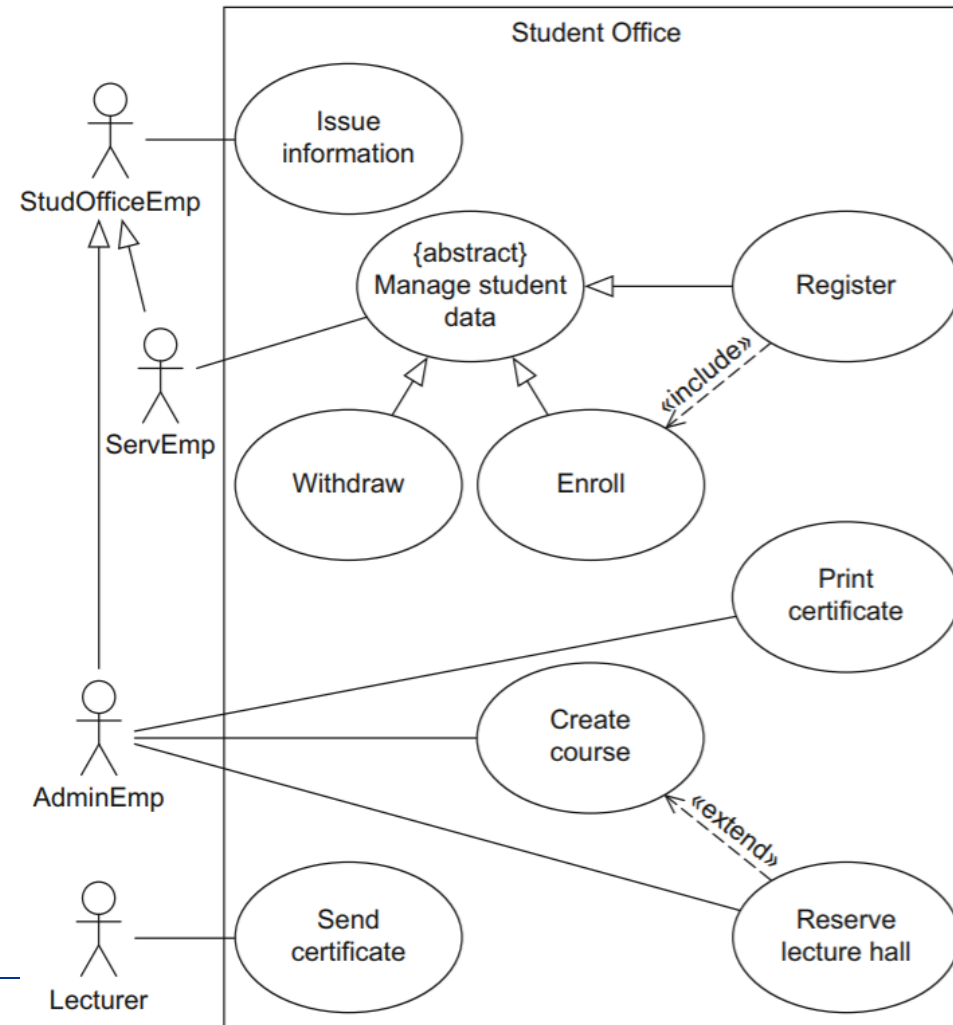 Student Office
Issue
information
StudOfficeEmp
{abstract}
Manage student
data
Register
«include»
ServEmp
Withdraw
Enroll
Print
certificate
Create
course
AdminEmp
«extend»
Send
certificate
Reserve
lecture hall
Lecturer